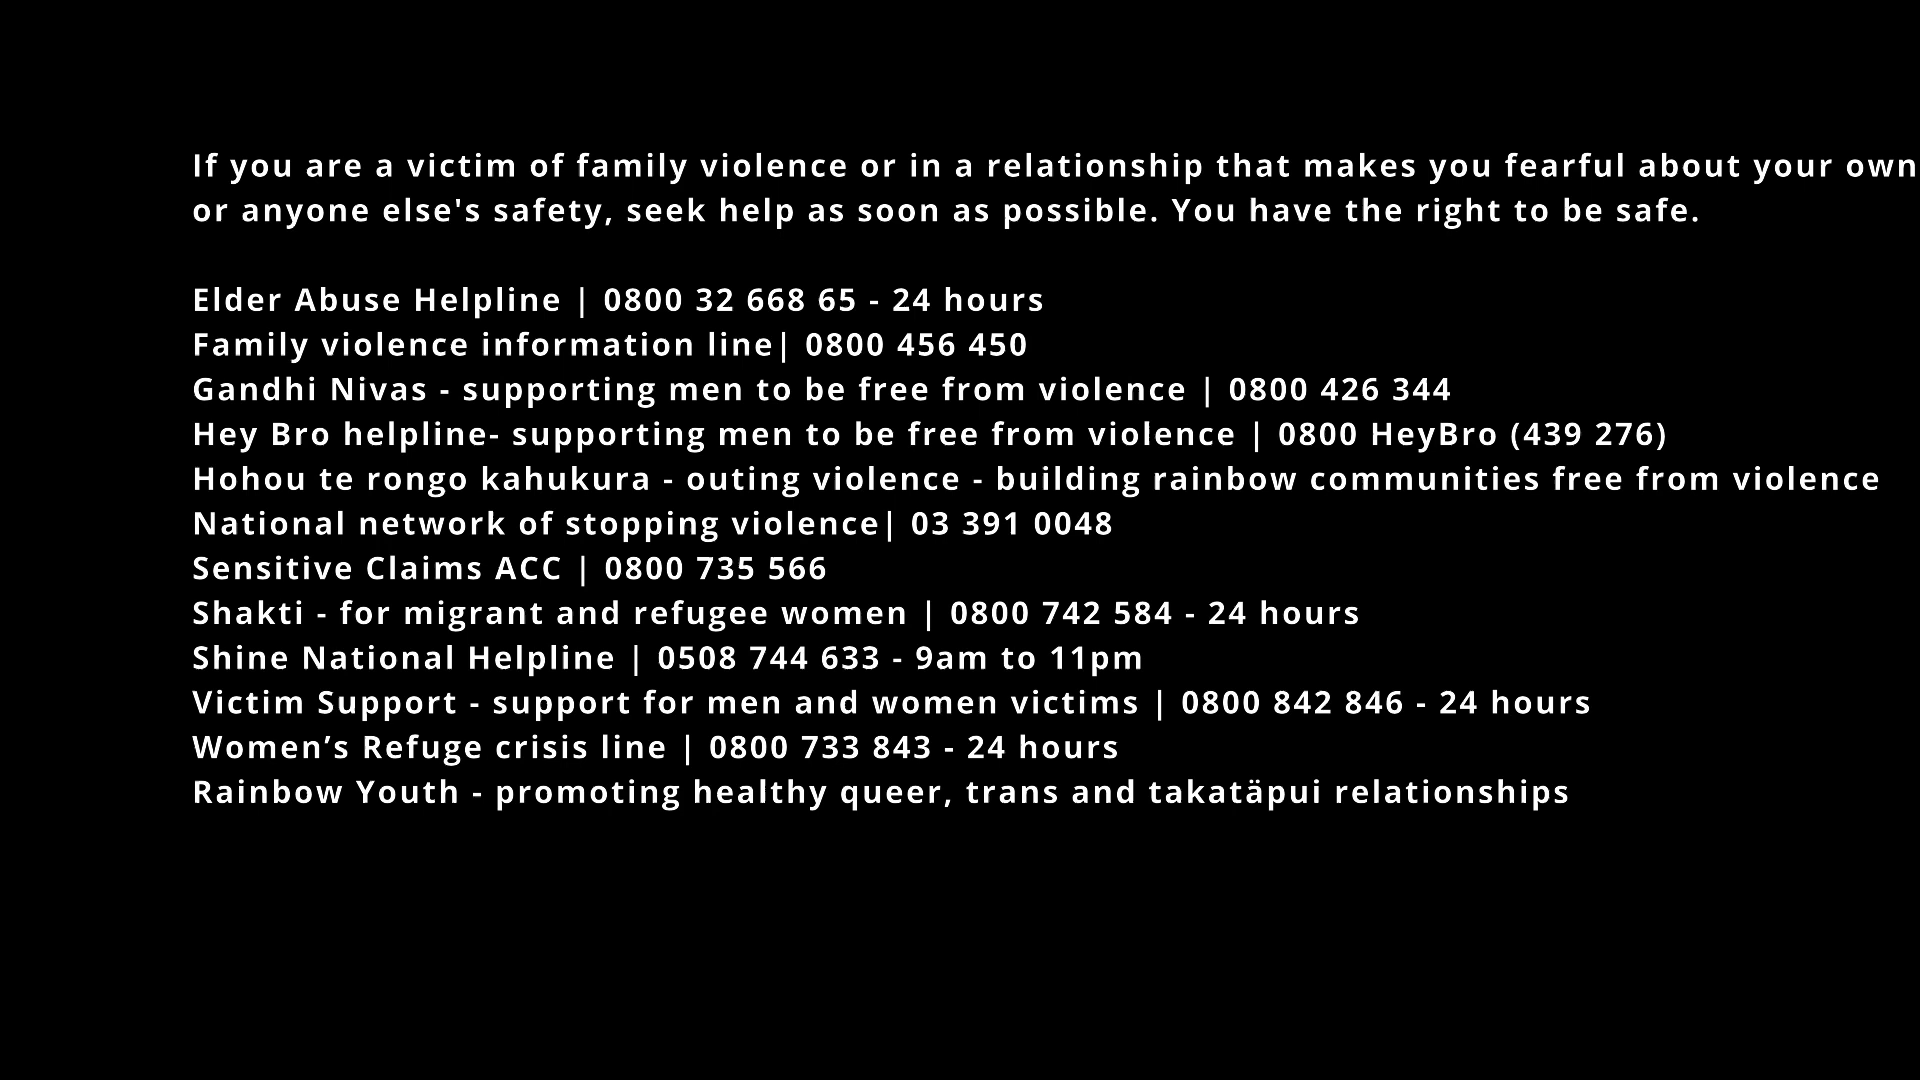 If you are a victim of family violence or in a relationship that makes you fearful about your own
or anyone else's safety, seek help as soon as possible. You have the right to be safe.
Elder Abuse Helpline | 0800 32 668 65 - 24 hours
Family violence information line| 0800 456 450
Gandhi Nivas - supporting men to be free from violence | 0800 426 344
Hey Bro helpline- supporting men to be free from violence | 0800 HeyBro (439 276)
Hohou te rongo kahukura - outing violence - building rainbow communities free from violence
National network of stopping violence| 03 391 0048
Sensitive Claims ACC | 0800 735 566
Shakti - for migrant and refugee women | 0800 742 584 - 24 hours
Shine National Helpline | 0508 744 633 - 9am to 11pm
Victim Support - support for men and women victims | 0800 842 846 - 24 hours
Women’s Refuge crisis line | 0800 733 843 - 24 hours
Rainbow Youth - promoting healthy queer, trans and takatäpui relationships